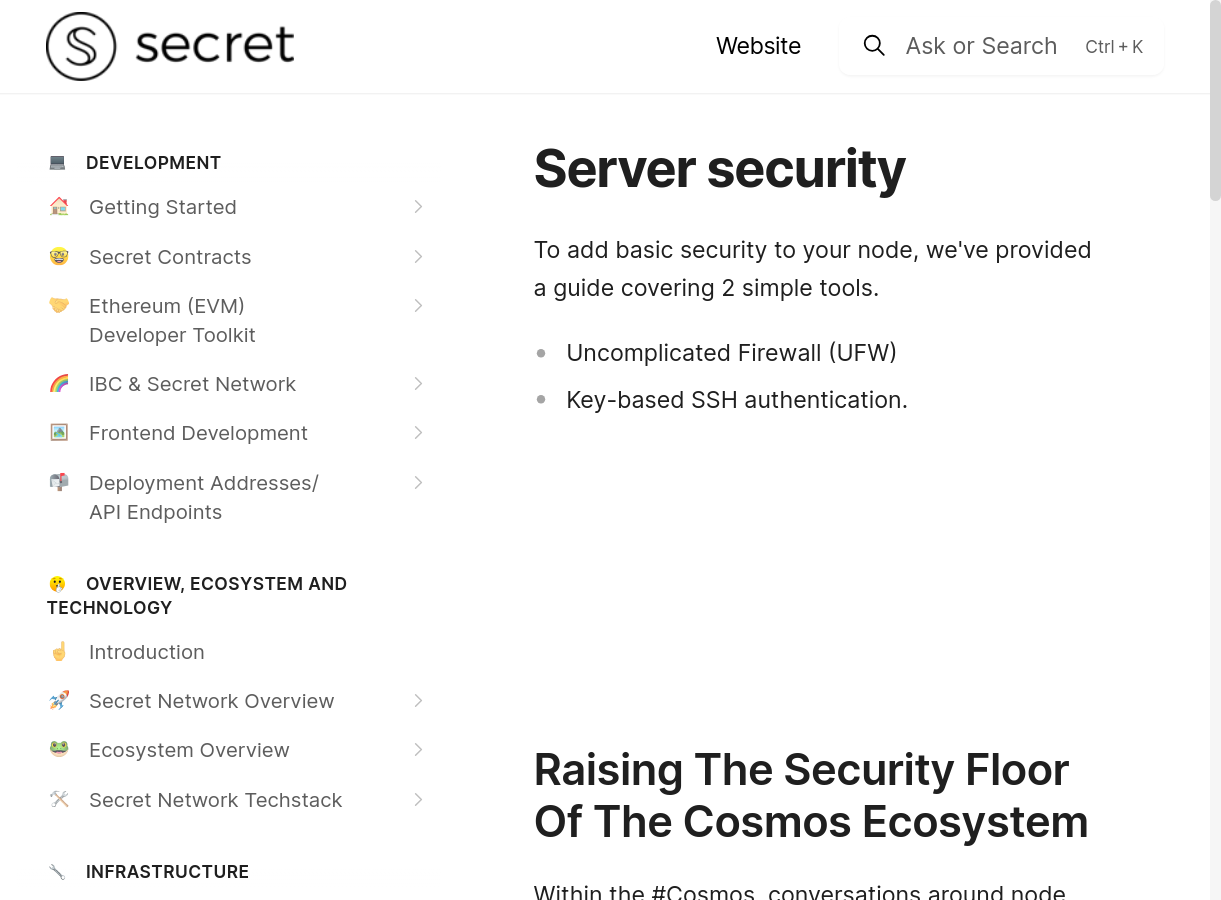 secret
Website
Ask or Search
Ctrl + K
DEVELOPMENT
Getting Started
Secret Contracts
Ethereum (EVM)
Developer Toolkit
IBC & Secret Network
Frontend Development
Deployment Addresses/
API Endpoints
OVERVIEW, ECOSYSTEM AND
TECHNOLOGY
Introduction
Secret Network Overview
Ecosystem Overview
Secret Network Techstack
INFRASTRUCTURE
Server security
To add basic security to your node, we've provided
a guide covering 2 simple tools.
Uncomplicated Firewall (UFW)
Key-based SSH authentication.
Raising The Security Floor
Of The Cosmos Ecosystem
Within the #Cosmos, conversations around node